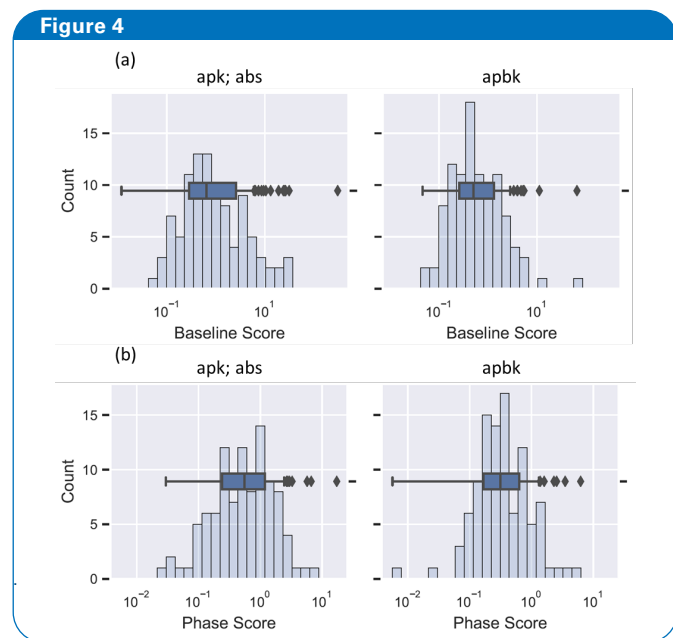 Figure 4
(a)
apk; abs apbk
Count
15
10
5
0
10⁻¹ 10¹ 10⁻¹ 10¹
Baseline Score Baseline Score
(b)
apk; abs apbk
Count
15
10
5
0
10⁻² 10⁻¹ 10⁰ 10¹ 10⁻² 10⁻¹ 10⁰ 10¹
Phase Score Phase Score